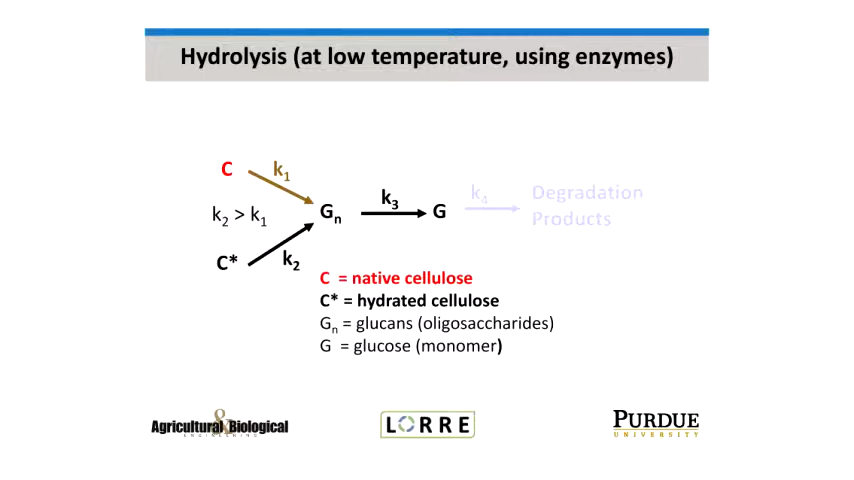 Hydrolysis (at low temperature, using enzymes)
C k₁
k₂ > k₁ Gₙ k₃ G k₄ Degradation Products
C* k₂
C = native cellulose
C* = hydrated cellulose
Gₙ = glucans (oligosaccharides)
G = glucose (monomer)
Agricultural & Biological
ENGINEERING
LORRE
PURDUE
UNIVERSITY